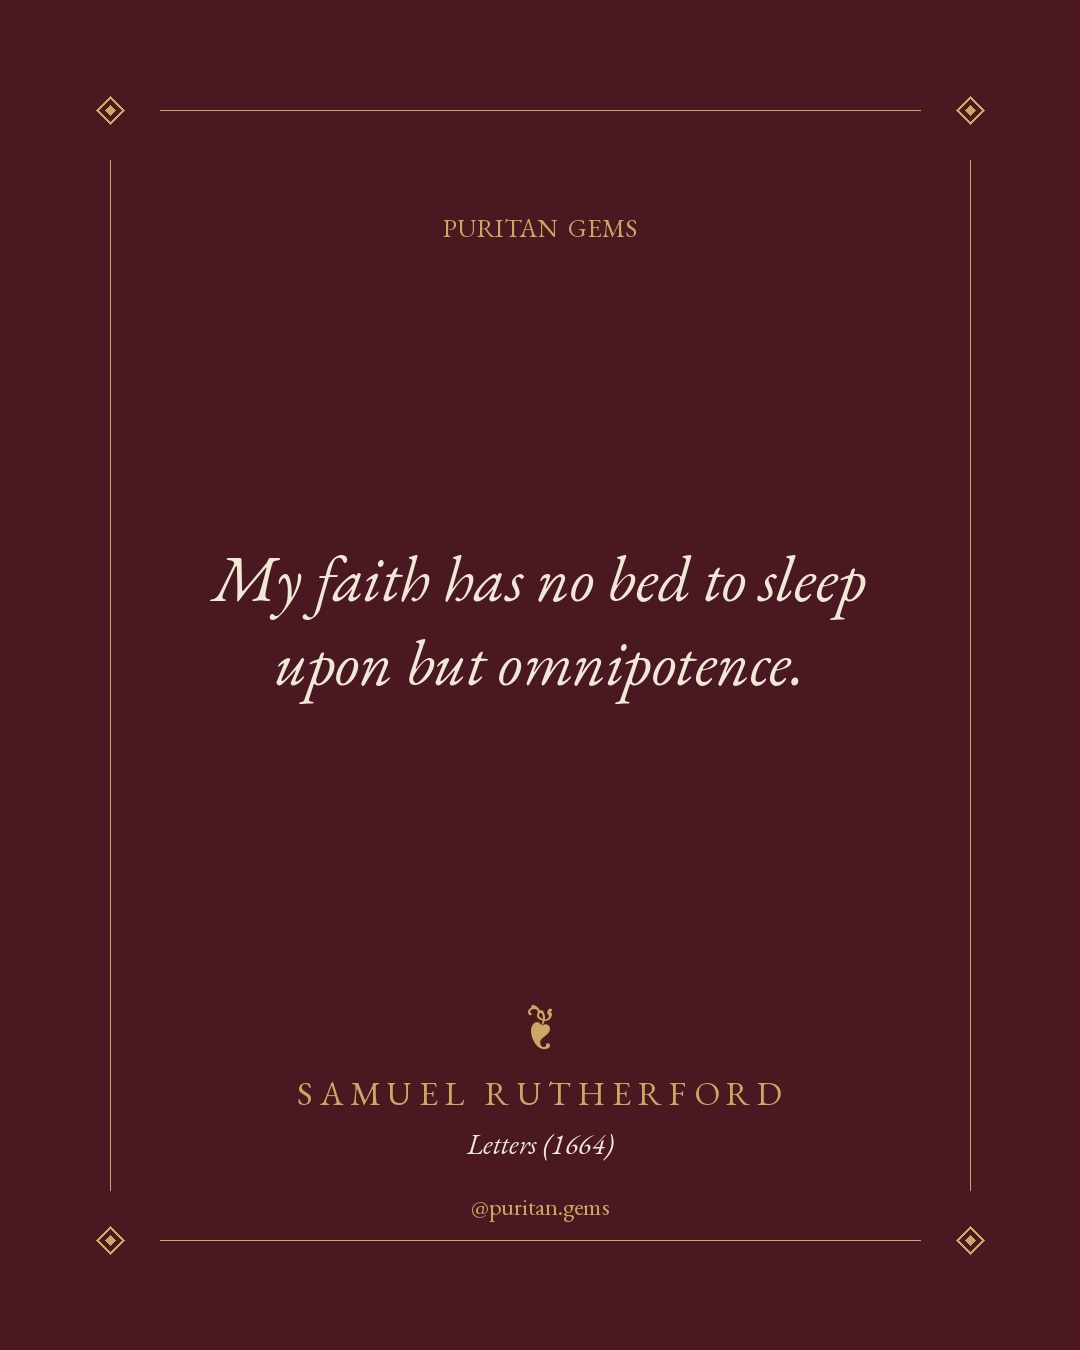 PURITAN GEMS
My faith has no bed to sleep
upon but omnipotence.
SAMUEL RUTHERFORD
Letters (1664)
@puritan.gems